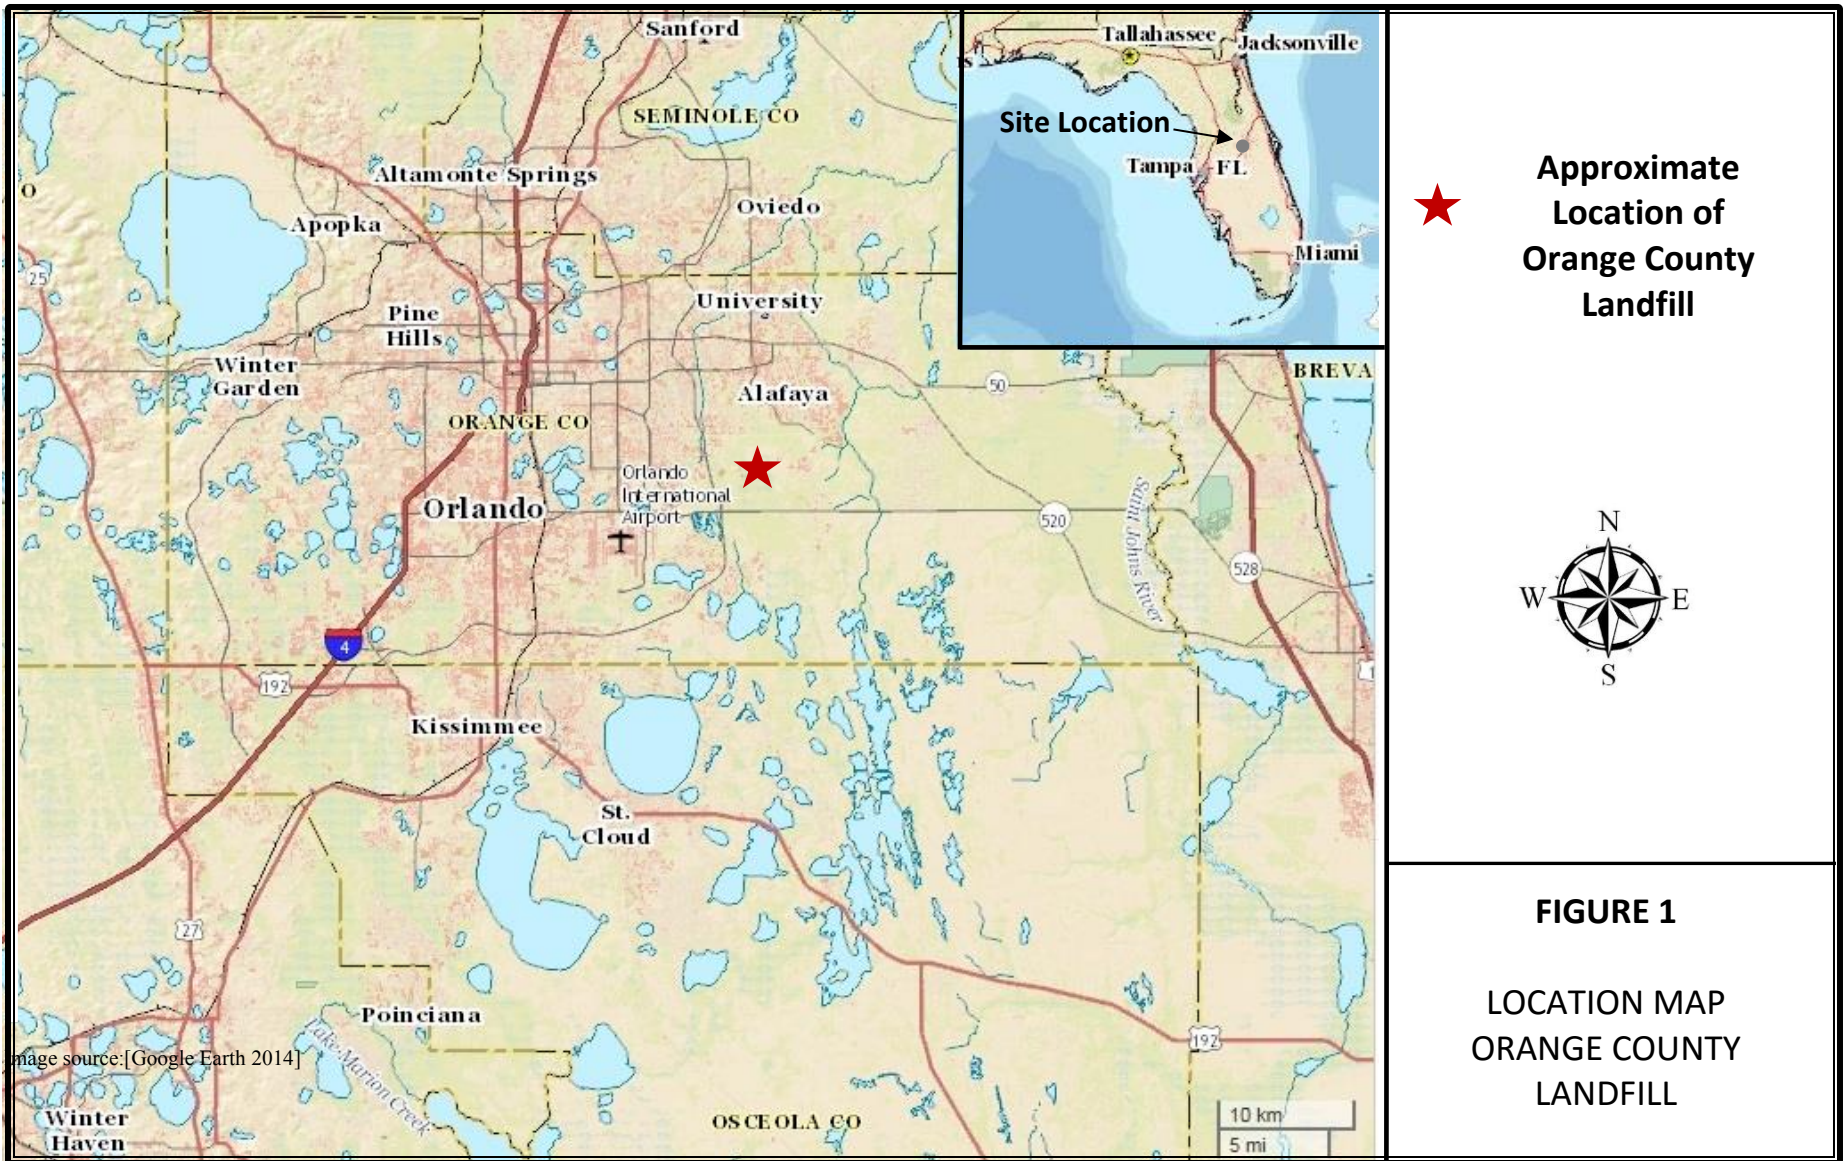 Sanford
SEMINOLE CO
Altamonte Springs
O
Apopka
Oviedo
25
University
Pine
Hills
Winter
Garden
Alafaya
50
ORANGE CO
BREVA
Orlando
International
Airport
Orlando
520
Saint Johns River
528
4
192
1
Kissimmee
St.
Cloud
27
Poinciana
Lake Marion Creek
192
mage source:[Google Earth 2014]
Winter
Haven
OSCEOLA CO
10 km
5 mi
Tallahassee
Jacksonville
s
Site Location
Tampa
FL
Miami
Approximate
Location of
Orange County
Landfill
N
W E
S
FIGURE 1
LOCATION MAP
ORANGE COUNTY
LANDFILL